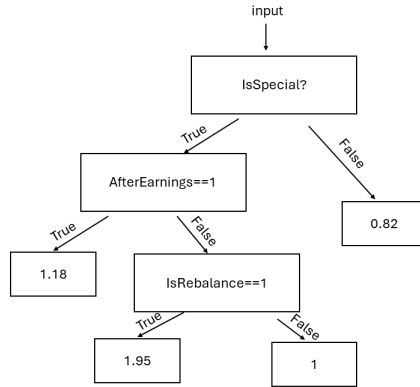 input
IsSpecial?
True
False
AfterEarnings==1
0.82
True
False
1.18
IsRebalance==1
True
False
1.95
1